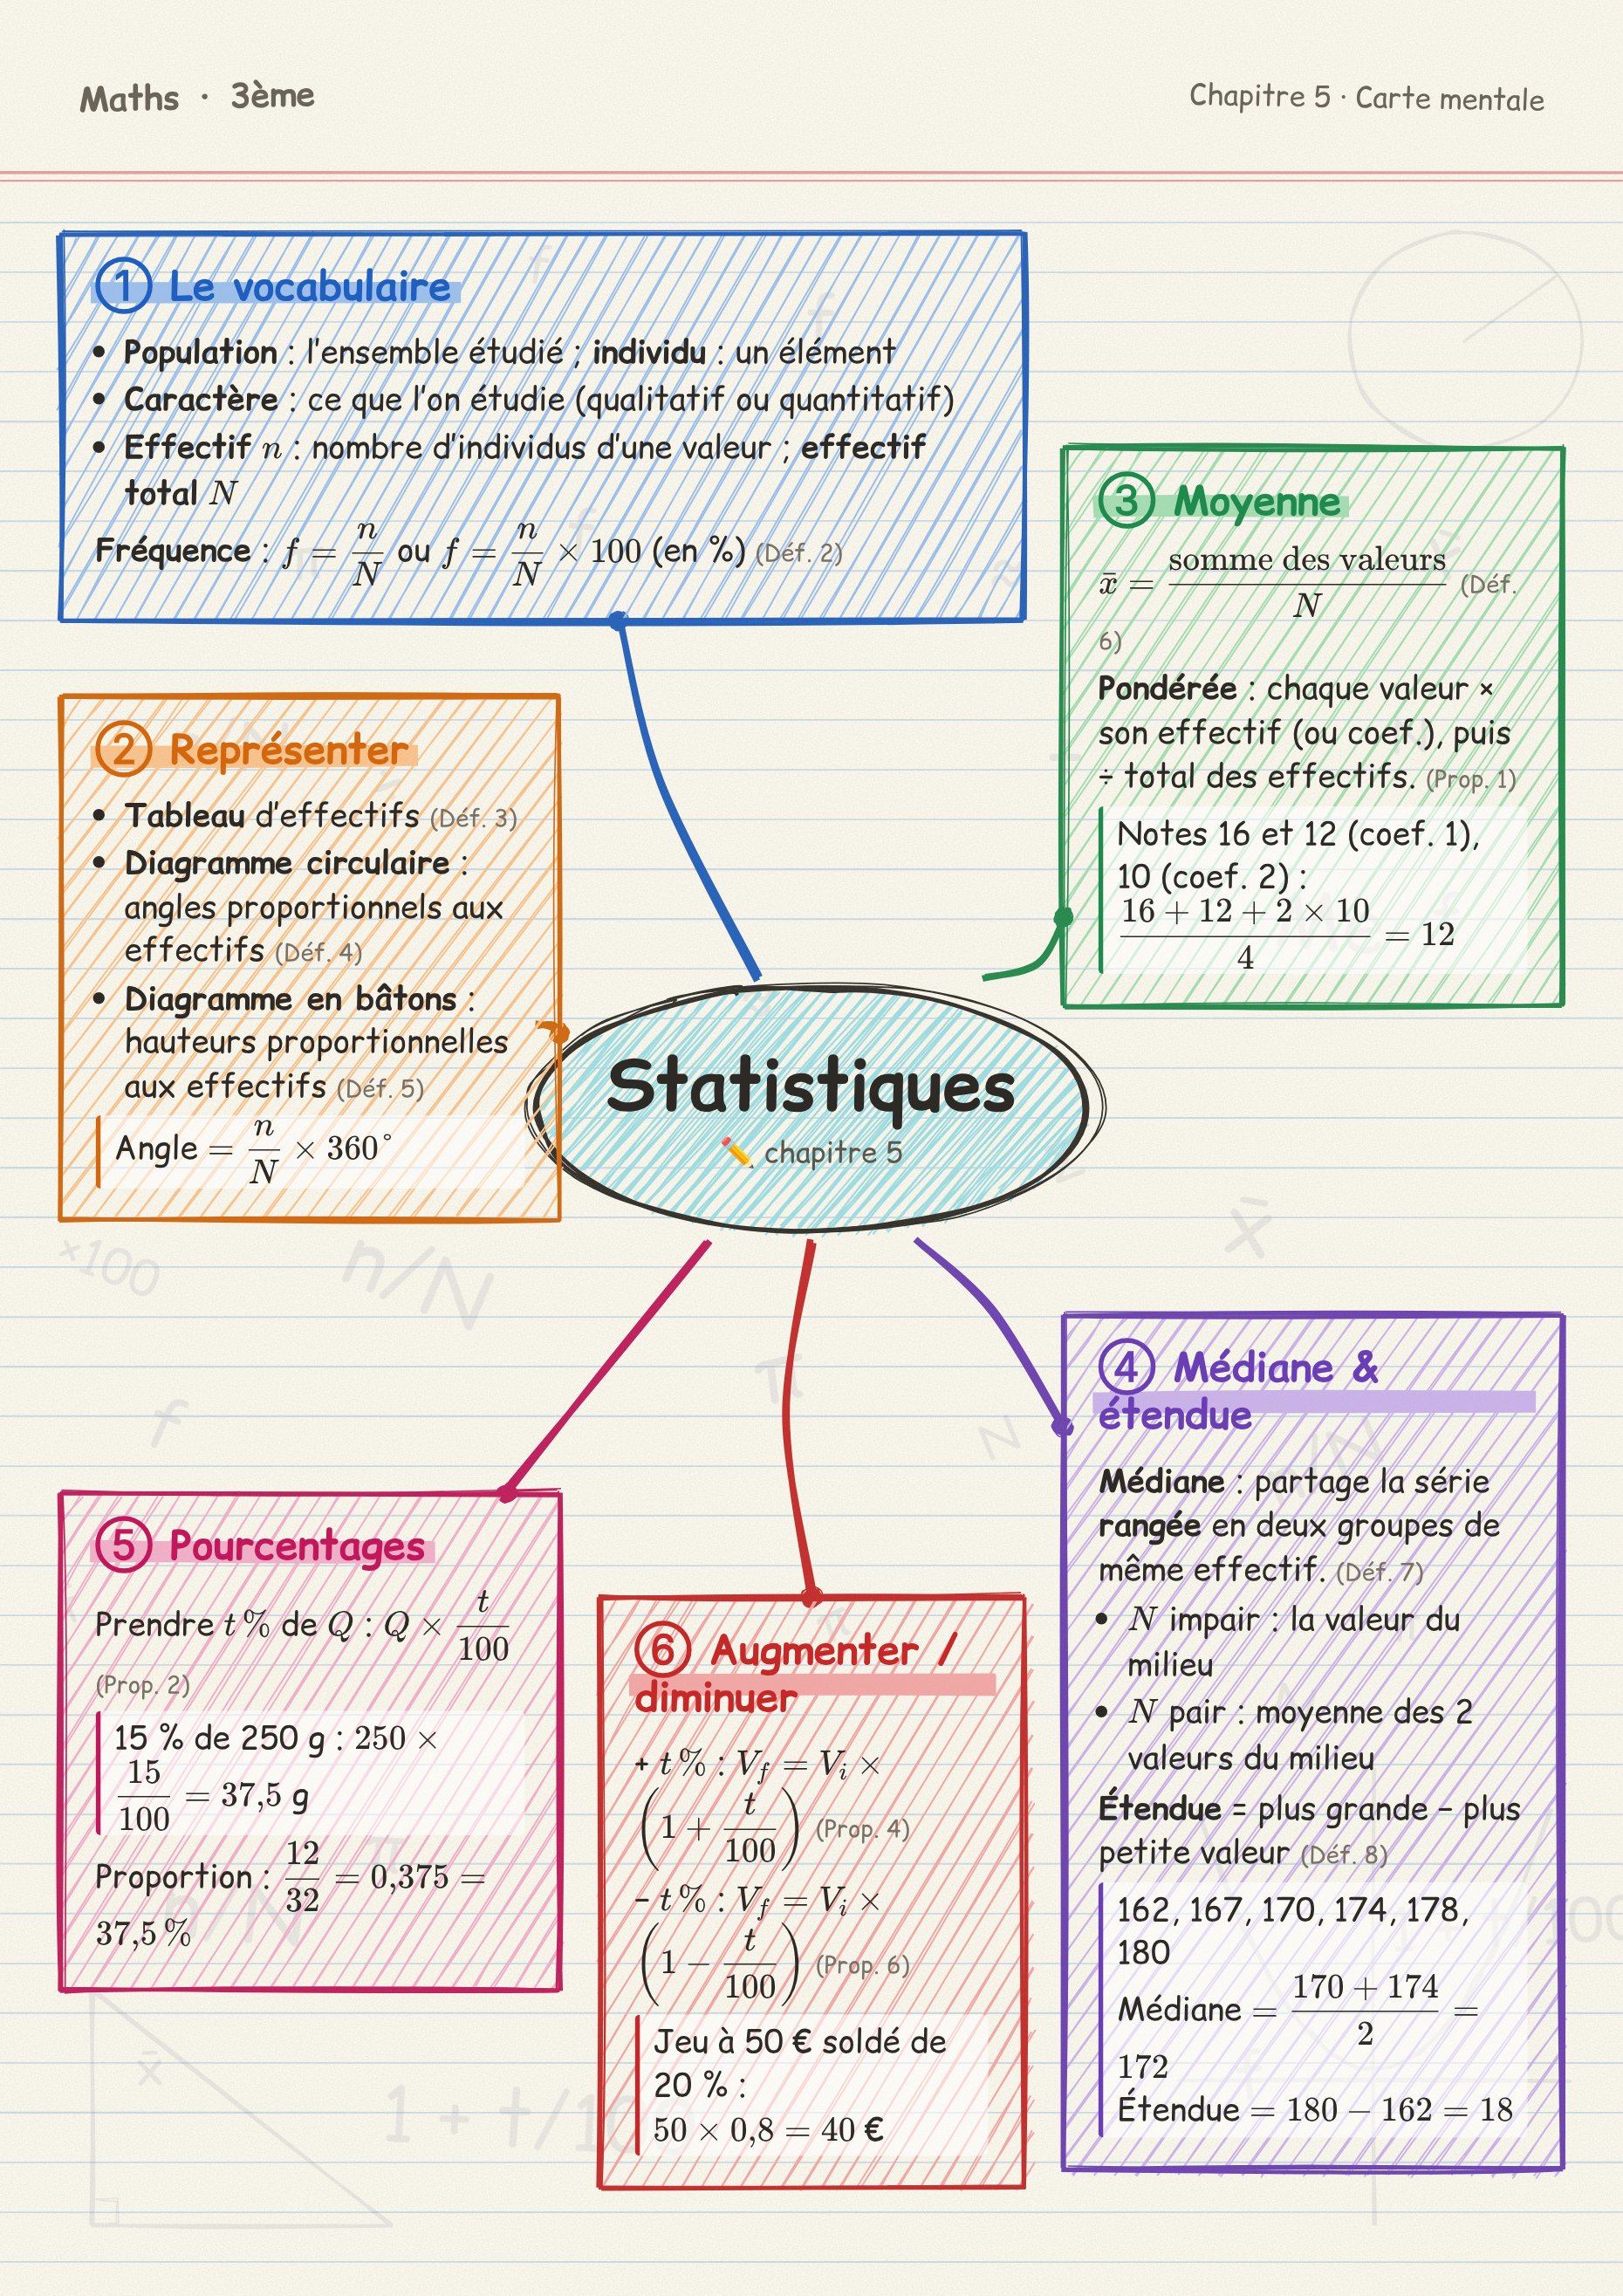 Maths · 3ème
Chapitre 5 · Carte mentale
① Le vocabulaire
• Population : l'ensemble étudié ; individu : un élément
• Caractère : ce que l'on étudie (qualitatif ou quantitatif)
• Effectif n : nombre d'individus d'une valeur ; effectif
total N
Fréquence : f = n/N ou f = n/N × 100 (en %) (Déf. 2)
② Représenter
• Tableau d'effectifs (Déf. 3)
• Diagramme circulaire :
angles proportionnels aux
effectifs (Déf. 4)
• Diagramme en bâtons :
hauteurs proportionnelles
aux effectifs (Déf. 5)
Angle = n/N × 360°
③ Moyenne
x̄ = somme des valeurs/N (Déf.
6)
Pondérée : chaque valeur ×
son effectif (ou coef.), puis
÷ total des effectifs. (Prop. 1)
Notes 16 et 12 (coef. 1),
10 (coef. 2) :
(16 + 12 + 2 × 10)/4 = 12
Statistiques
✏️ chapitre 5
④ Médiane &
étendue
Médiane : partage la série
rangée en deux groupes de
même effectif. (Déf. 7)
• N impair : la valeur du
milieu
• N pair : moyenne des 2
valeurs du milieu
Étendue = plus grande − plus
petite valeur (Déf. 8)
162, 167, 170, 174, 178,
180
Médiane = (170 + 174)/2 =
172
Étendue = 180 − 162 = 18
⑤ Pourcentages
Prendre t % de Q : Q × t/100
(Prop. 2)
15 % de 250 g : 250 ×
15/100 = 37,5 g
Proportion : 12/32 = 0,375 =
37,5 %
⑥ Augmenter /
diminuer
+ t % : V_f = V_i ×
(1 + t/100) (Prop. 4)
− t % : V_f = V_i ×
(1 − t/100) (Prop. 6)
Jeu à 50 € soldé de
20 % :
50 × 0,8 = 40 €
×100
n/N
x̄
π
f
N
x̄